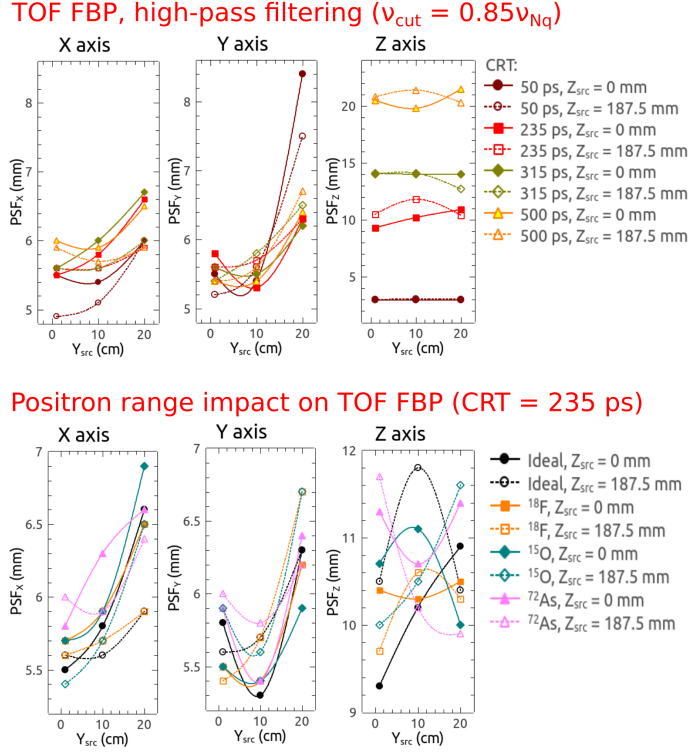 TOF FBP, high-pass filtering (νcut = 0.85νNq)
X axis
Y axis
Z axis
CRT:
50 ps, Zsrc = 0 mm
50 ps, Zsrc = 187.5 mm
235 ps, Zsrc = 0 mm
235 ps, Zsrc = 187.5 mm
315 ps, Zsrc = 0 mm
315 ps, Zsrc = 187.5 mm
500 ps, Zsrc = 0 mm
500 ps, Zsrc = 187.5 mm
PSFX (mm)
8
7
6
5
0 10 20
Ysrc (cm)
PSFY (mm)
8
7
6
5
0 10 20
Ysrc (cm)
PSFZ (mm)
20
15
10
5
0 10 20
Ysrc (cm)
Positron range impact on TOF FBP (CRT = 235 ps)
X axis
Y axis
Z axis
Ideal, Zsrc = 0 mm
Ideal, Zsrc = 187.5 mm
¹⁸F, Zsrc = 0 mm
¹⁸F, Zsrc = 187.5 mm
¹⁵O, Zsrc = 0 mm
¹⁵O, Zsrc = 187.5 mm
⁷²As, Zsrc = 0 mm
⁷²As, Zsrc = 187.5 mm
PSFX (mm)
7
6.5
6
5.5
0 10 20
Ysrc (cm)
PSFY (mm)
7
6.5
6
5.5
0 10 20
Ysrc (cm)
PSFZ (mm)
12
11
10
9
0 10 20
Ysrc (cm)